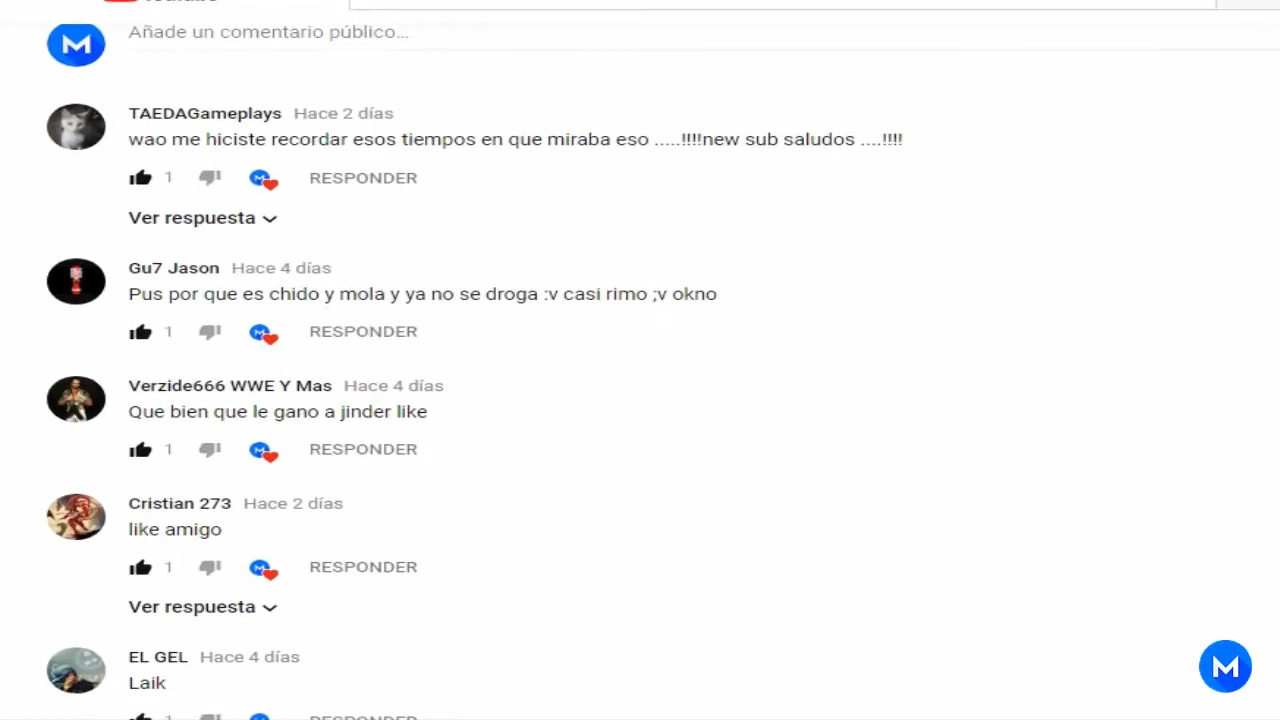 Añade un comentario público...
TAEDAGameplays Hace 2 días
wao me hiciste recordar esos tiempos en que miraba eso .....!!!!new sub saludos ....!!!!
1 RESPONDER
Ver respuesta
Gu7 Jason Hace 4 días
Pus por que es chido y mola y ya no se droga :v casi rimo ;v okno
1 RESPONDER
Verzide666 WWE Y Mas Hace 4 días
Que bien que le gano a jinder like
1 RESPONDER
Cristian 273 Hace 2 días
like amigo
1 RESPONDER
Ver respuesta
EL GEL Hace 4 días
Laik
1 RESPONDER
M